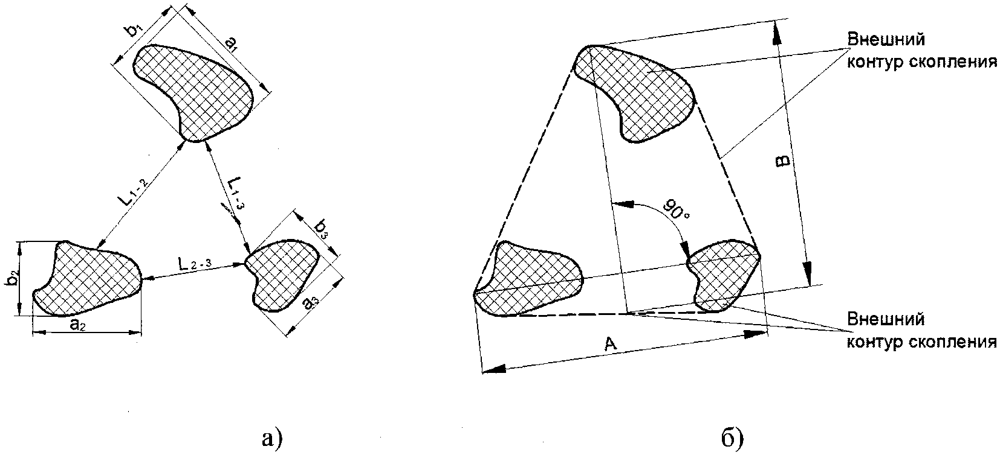 b₁
a₁
L₁₋₂
L₁₋₃
b₂
a₂
L₂₋₃
b₃
a₃
а)
Внешний
контур скопления
B
90°
A
Внешний
контур скопления
б)